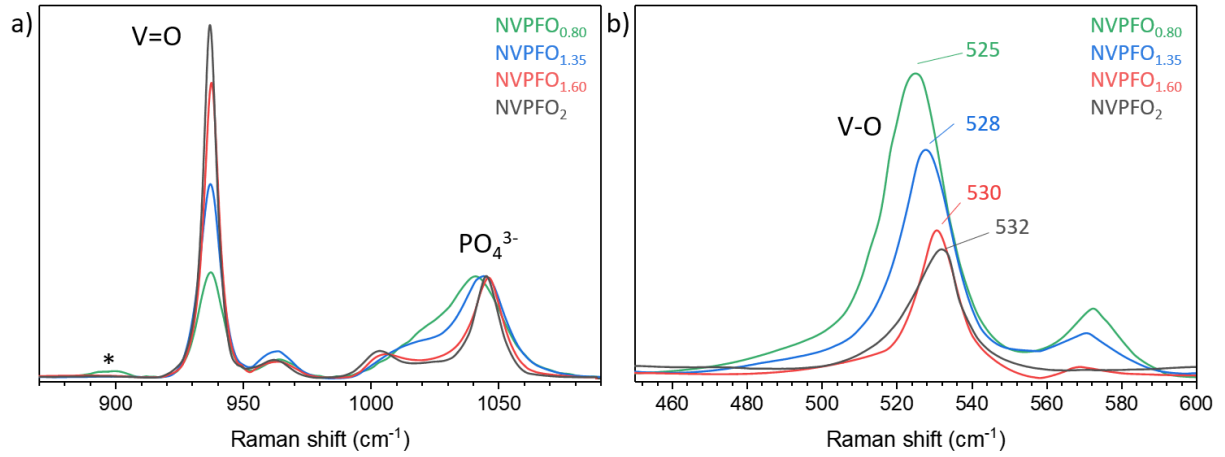 a)
V=O
NVPFO0.80
NVPFO1.35
NVPFO1.60
NVPFO2
PO4 3-
*
900
950
1000
1050
Raman shift (cm-1)
b)
525
NVPFO0.80
NVPFO1.35
NVPFO1.60
NVPFO2
V-O
528
530
532
460
480
500
520
540
560
580
600
Raman shift (cm-1)